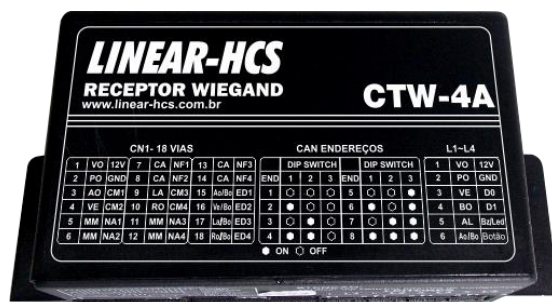 LINEAR-HCS
RECEPTOR WIEGAND
www.linear-hcs.com.br
CTW-4A
CN1- 18 VIAS
1 VO 12V 7 CA NF1 13 CA NF3
2 PO GND 8 CA NF2 14 CA NF4
3 AO CM1 9 LA CM3 15 Ao/Bo ED1
4 VE CM2 10 RO CM4 16 Ve/Bo ED2
5 MM NA1 11 MM NA3 17 La/Bo ED3
6 MM NA2 12 MM NA4 18 Ro/Bo ED4
CAN ENDEREÇOS
DIP SWITCH DIP SWITCH
END 1 2 3 END 1 2 3
1 5
2 6
3 7
4 8
ON OFF
L1~L4
1 VO 12V
2 PO GND
3 VE D0
4 BO D1
5 AL Bz/Led
6 Ao/Bo Botão